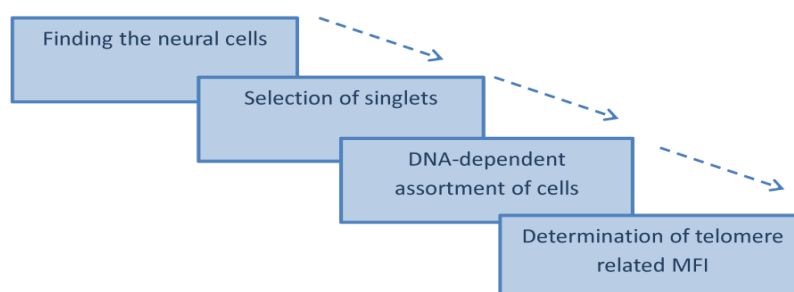 Finding the neural cells
Selection of singlets
DNA-dependent
assortment of cells
Determination of telomere
related MFI